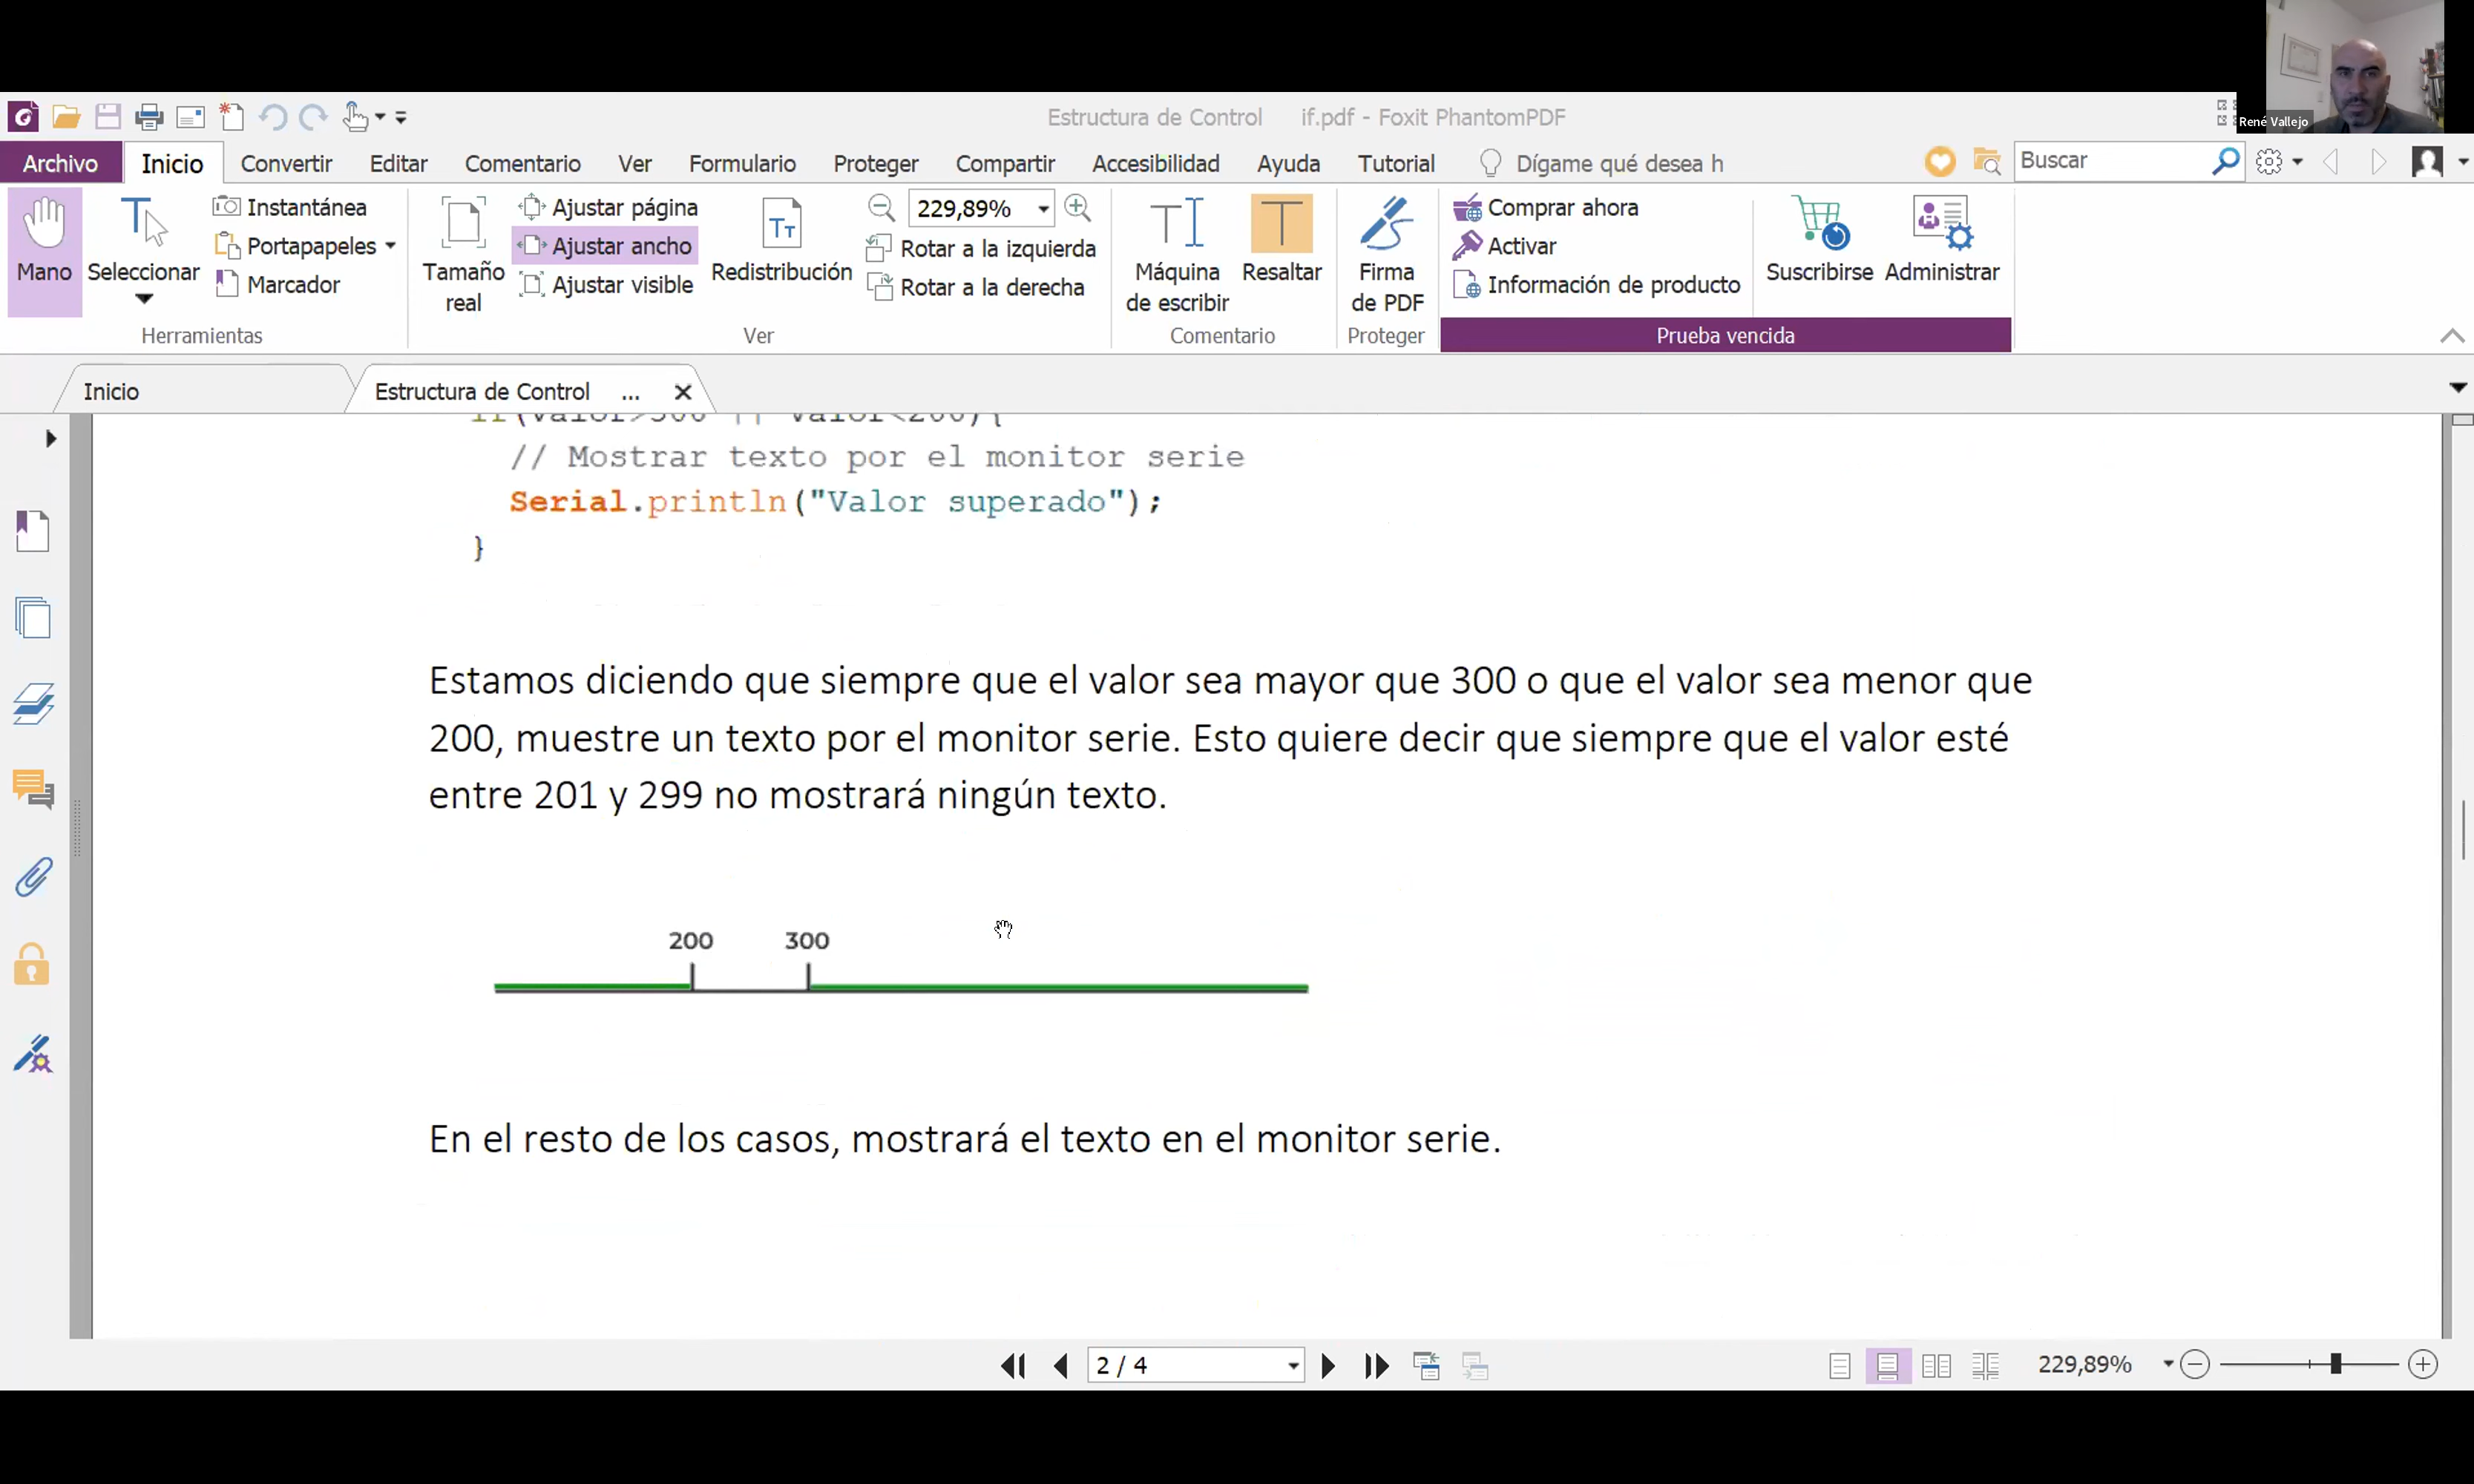 René Vallejo
Estructura de Control if.pdf - Foxit PhantomPDF
Archivo Inicio Convertir Editar Comentario Ver Formulario Proteger Compartir Accesibilidad Ayuda Tutorial Dígame qué desea h Buscar
Mano
Seleccionar
Instantánea
Portapapeles
Marcador
Herramientas
Tamaño
real
Ajustar página
Ajustar ancho
Ajustar visible
Redistribución
229,89%
Rotar a la izquierda
Rotar a la derecha
Ver
Máquina
de escribir
Resaltar
Comentario
Firma
de PDF
Proteger
Comprar ahora
Activar
Información de producto
Suscribirse
Administrar
Prueba vencida
Inicio
Estructura de Control ...
if(valor>300 || valor<200){
// Mostrar texto por el monitor serie
Serial.println("Valor superado");
}
Estamos diciendo que siempre que el valor sea mayor que 300 o que el valor sea menor que
200, muestre un texto por el monitor serie. Esto quiere decir que siempre que el valor esté
entre 201 y 299 no mostrará ningún texto.
200 300
En el resto de los casos, mostrará el texto en el monitor serie.
2 / 4
229,89%